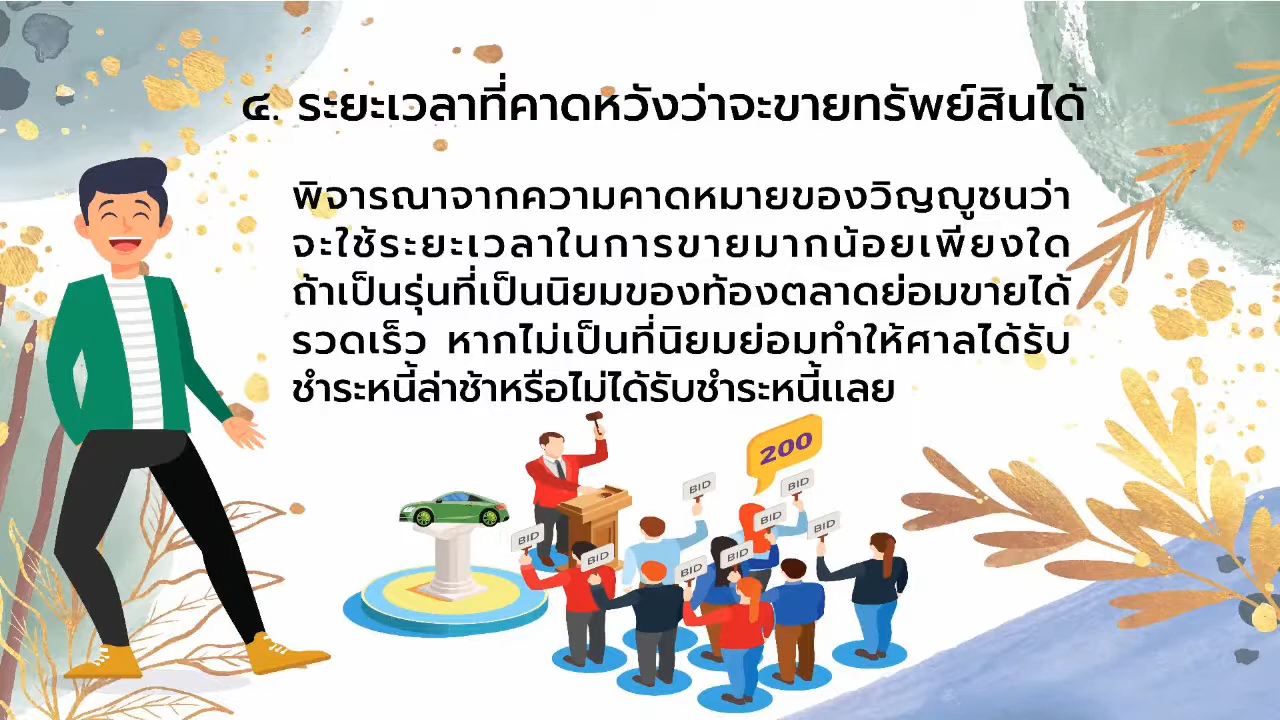 ๔. ระยะเวลาที่คาดหวังว่าจะขายทรัพย์สินได้
พิจารณาจากความคาดหมายของวิญญูชนว่า
จะใช้ระยะเวลาในการขายมากน้อยเพียงใด
ถ้าเป็นรุ่นที่เป็นนิยมของท้องตลาดย่อมขายได้
รวดเร็ว หากไม่เป็นที่นิยมย่อมทำให้ศาลได้รับ
ชำระหนี้ล่าช้าหรือไม่ได้รับชำระหนี้แลย
200
BID
BID
BID
BID
BID
BID
BID
BID